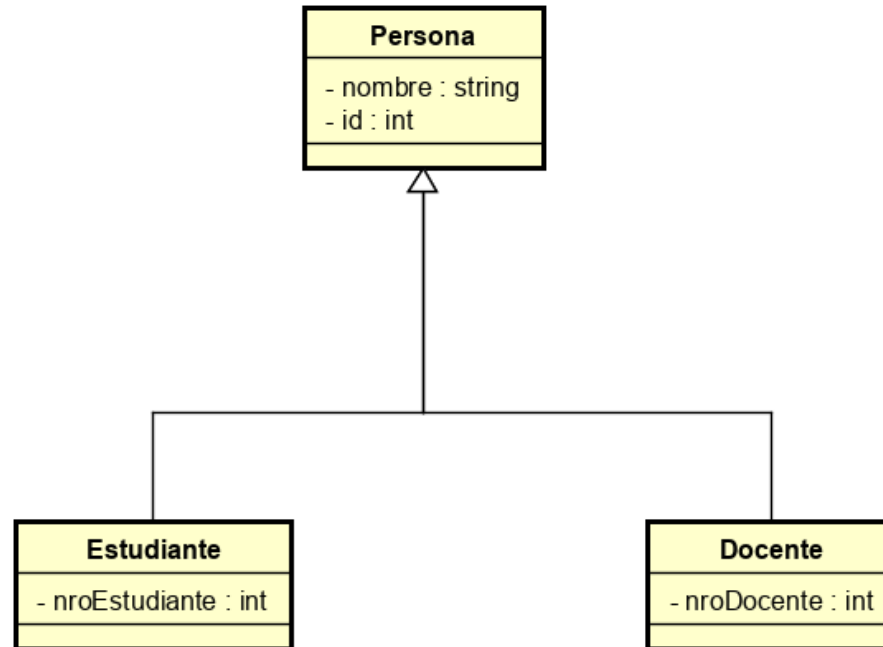 Persona
- nombre : string
- id : int
Estudiante
- nroEstudiante : int
Docente
- nroDocente : int